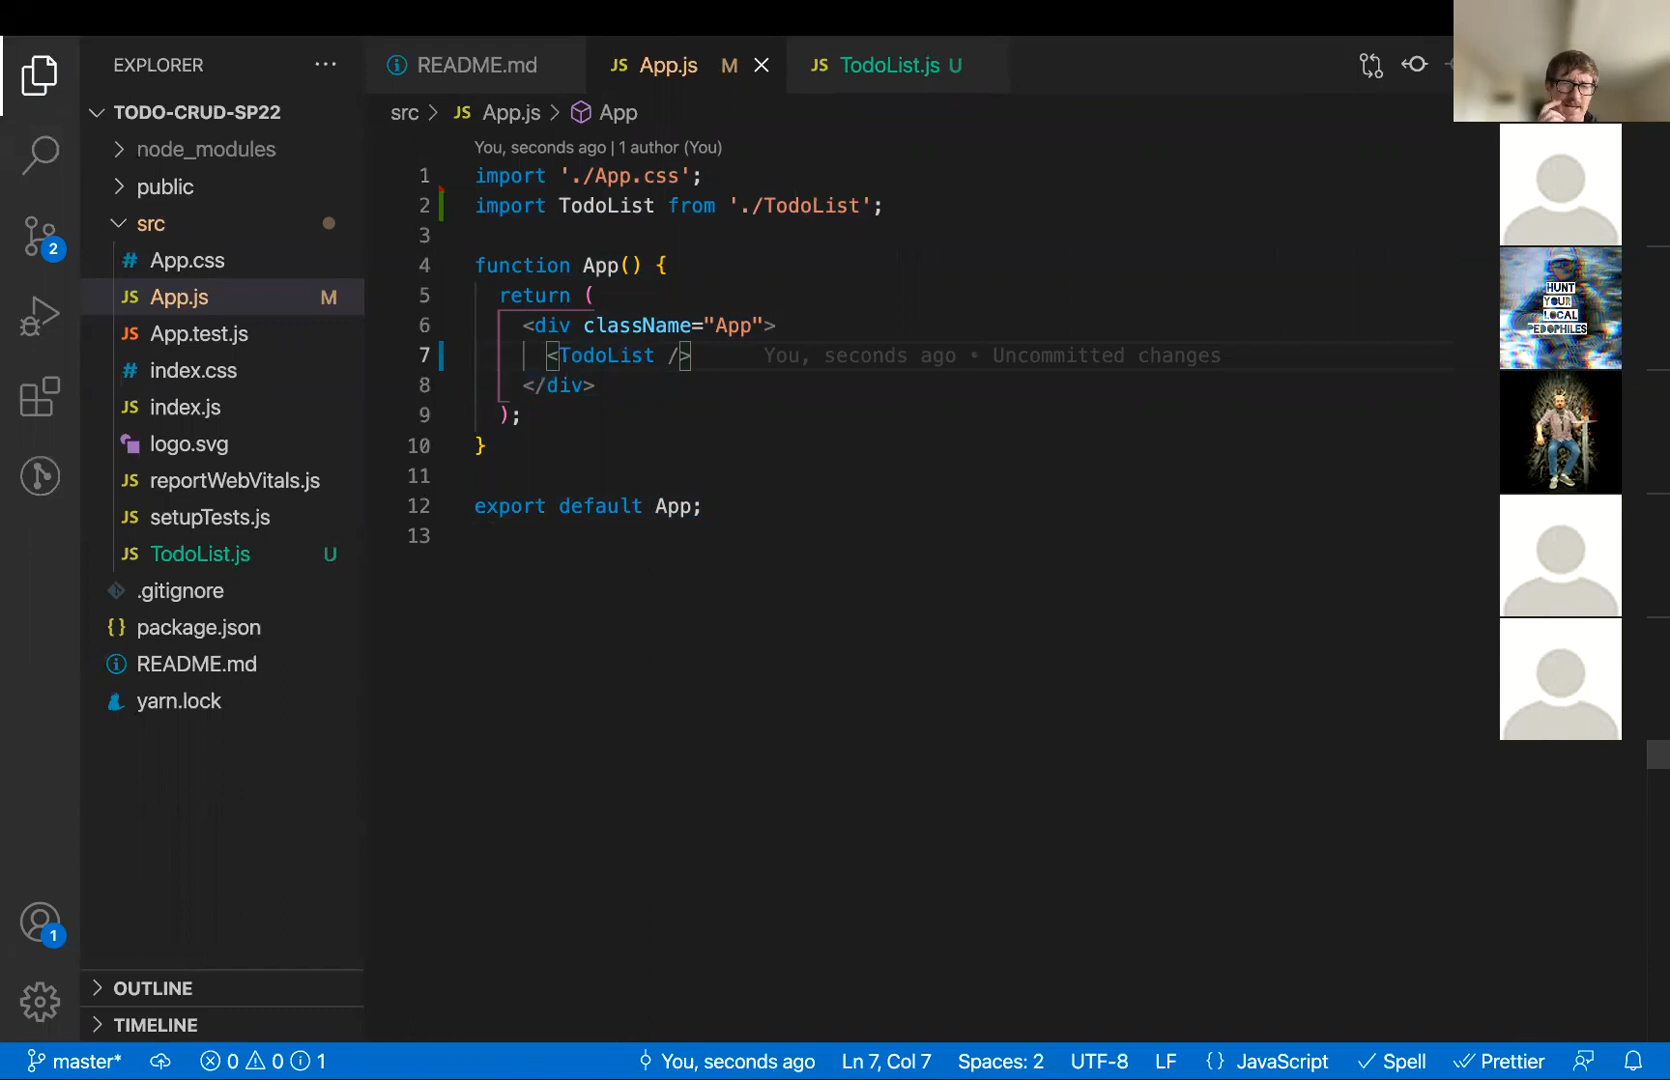 EXPLORER
TODO-CRUD-SP22
node_modules
public
src
App.css
App.js M
App.test.js
index.css
index.js
logo.svg
reportWebVitals.js
setupTests.js
TodoList.js U
.gitignore
package.json
README.md
yarn.lock
OUTLINE
TIMELINE
2
1
README.md
App.js M
TodoList.js U
src > JS App.js > App
You, seconds ago | 1 author (You)
1 import './App.css';
2 import TodoList from './TodoList';
3
4 function App() {
5 return (
6 <div className="App">
7 <TodoList /> You, seconds ago • Uncommitted changes
8 </div>
9 );
10 }
11
12 export default App;
13
HUNT
YOUR
LOCAL
PEDOPHILES
master* 0 0 1 You, seconds ago Ln 7, Col 7 Spaces: 2 UTF-8 LF {} JavaScript Spell Prettier